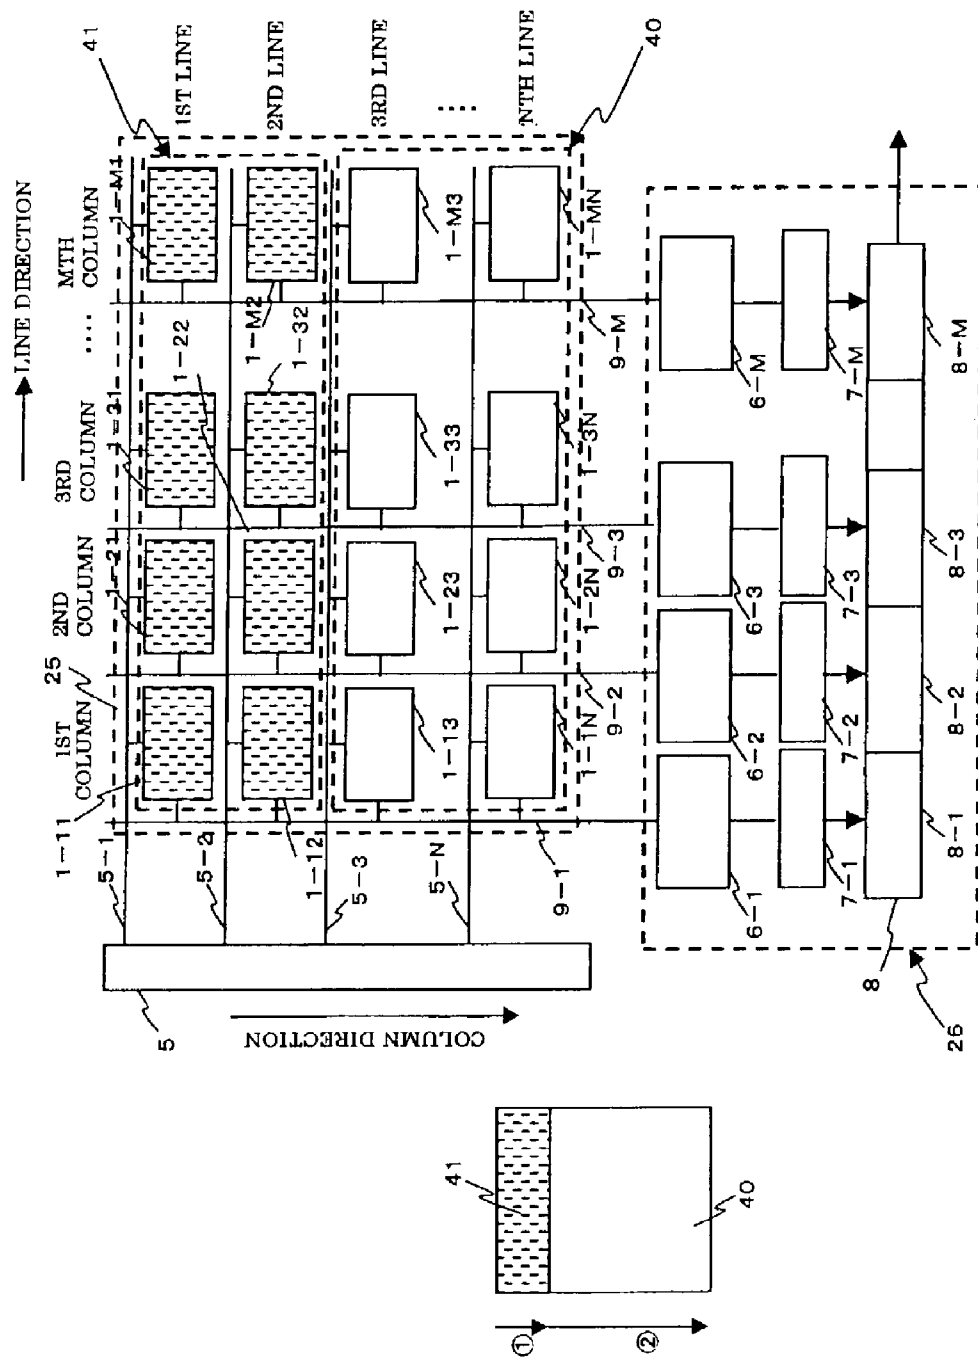 LINE DIRECTION
1ST COLUMN
2ND COLUMN
3RD COLUMN
....
MTH COLUMN
25
41
1-11
1-21
1-31
1-22
1-M1
1ST LINE
5-1
5-2
1-12
1-M2
1-32
2ND LINE
5-3
1-13
1-23
1-33
1-M3
3RD LINE
....
5-N
1-1N
1-2N
1-3N
1-MN
NTH LINE
40
5
COLUMN DIRECTION
9-1
9-2
9-3
9-M
6-1
6-2
6-3
6-M
7-1
7-2
7-3
7-M
8
8-1
8-2
8-3
8-M
26
①
②
41
40